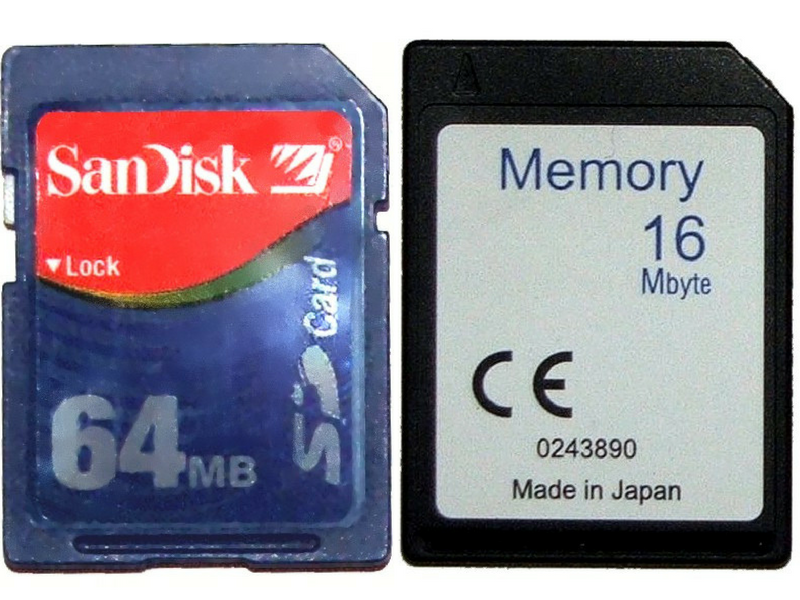 SanDisk ®
Lock
SD Card
64MB
A
Memory
16
Mbyte
CE
0243890
Made in Japan